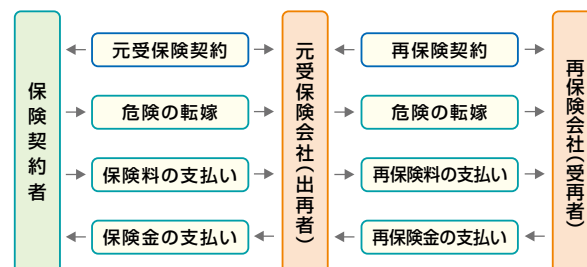 保険契約者
元受保険契約
危険の転嫁
保険料の支払い
保険金の支払い
元受保険会社(出再者)
再保険契約
危険の転嫁
再保険料の支払い
再保険金の支払い
再保険会社(受再者)